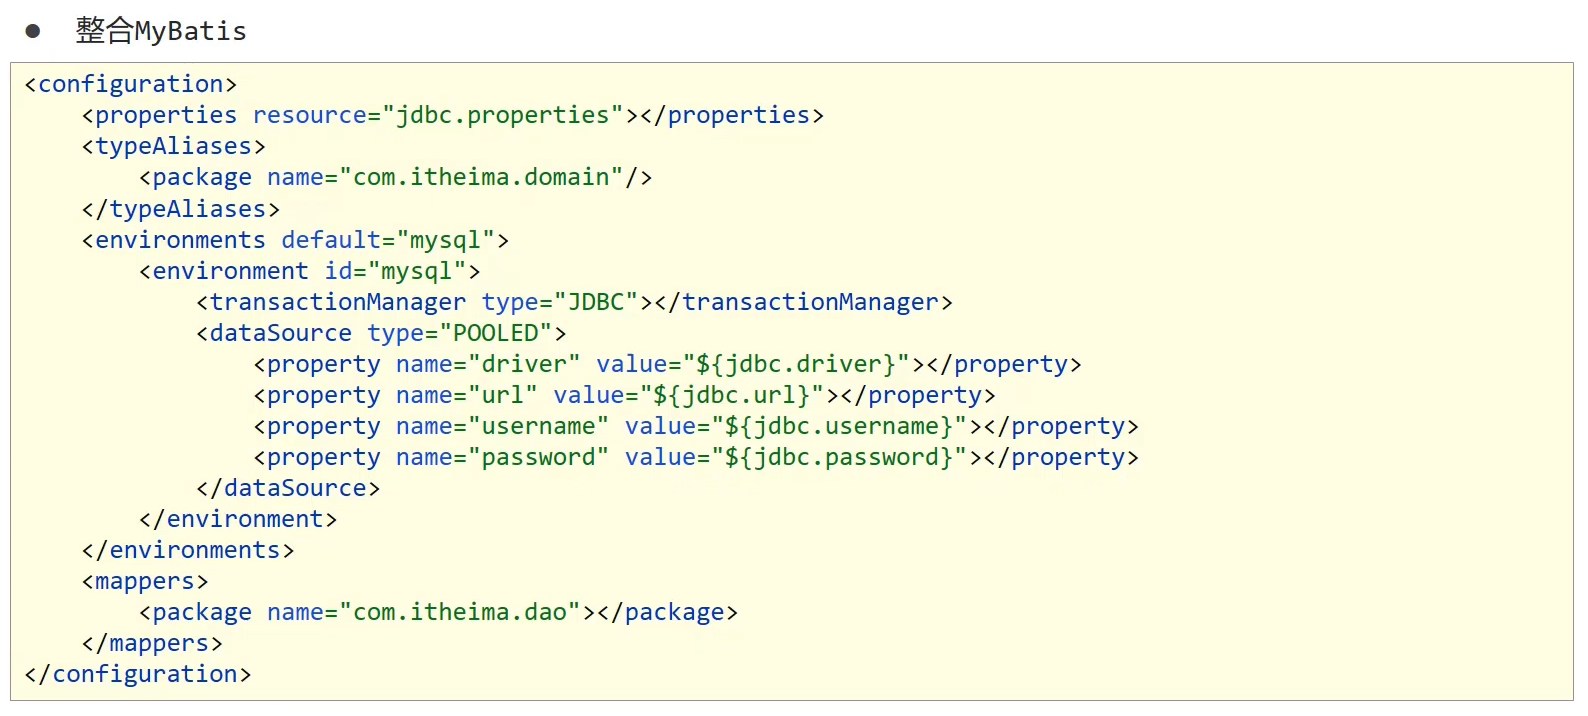 ● 整合MyBatis
<configuration>
    <properties resource="jdbc.properties"></properties>
    <typeAliases>
        <package name="com.itheima.domain"/>
    </typeAliases>
    <environments default="mysql">
        <environment id="mysql">
            <transactionManager type="JDBC"></transactionManager>
            <dataSource type="POOLED">
                <property name="driver" value="${jdbc.driver}"></property>
                <property name="url" value="${jdbc.url}"></property>
                <property name="username" value="${jdbc.username}"></property>
                <property name="password" value="${jdbc.password}"></property>
            </dataSource>
        </environment>
    </environments>
    <mappers>
        <package name="com.itheima.dao"></package>
    </mappers>
</configuration>